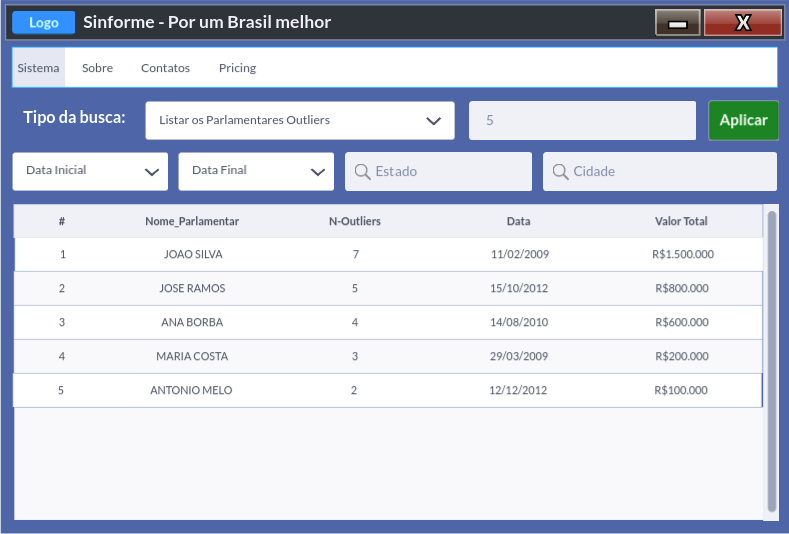 Logo Sinforme - Por um Brasil melhor X
Sistema Sobre Contatos Pricing
Tipo da busca: Listar os Parlamentares Outliers 5 Aplicar
Data Inicial Data Final Estado Cidade
# Nome_Parlamentar N-Outliers Data Valor Total
1 JOAO SILVA 7 11/02/2009 R$1.500.000
2 JOSE RAMOS 5 15/10/2012 R$800.000
3 ANA BORBA 4 14/08/2010 R$600.000
4 MARIA COSTA 3 29/03/2009 R$200.000
5 ANTONIO MELO 2 12/12/2012 R$100.000